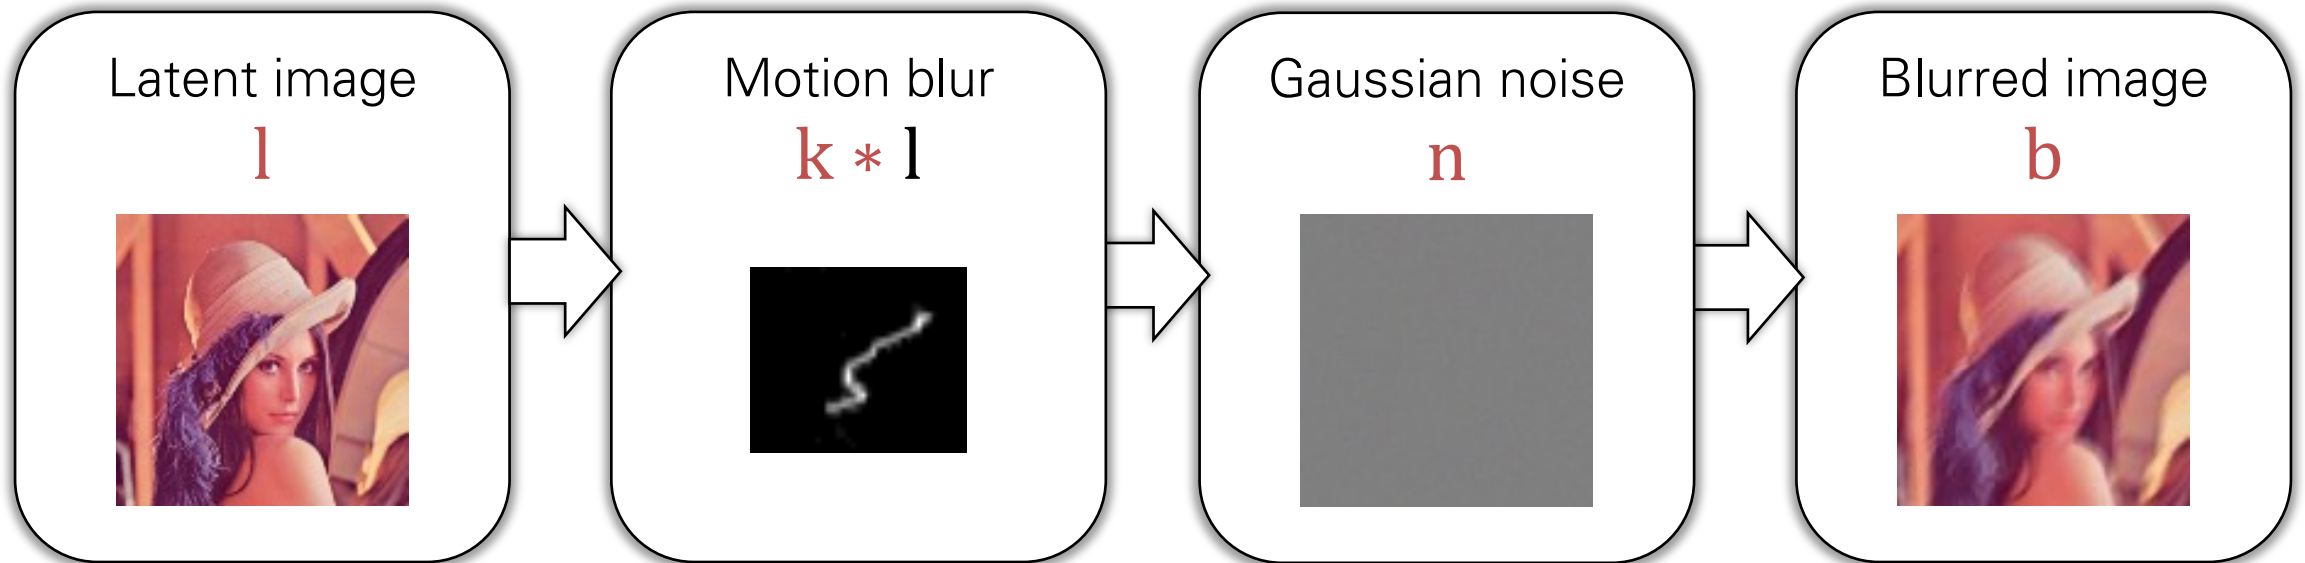 Latent image
l
Motion blur
k * l
Gaussian noise
n
Blurred image
b